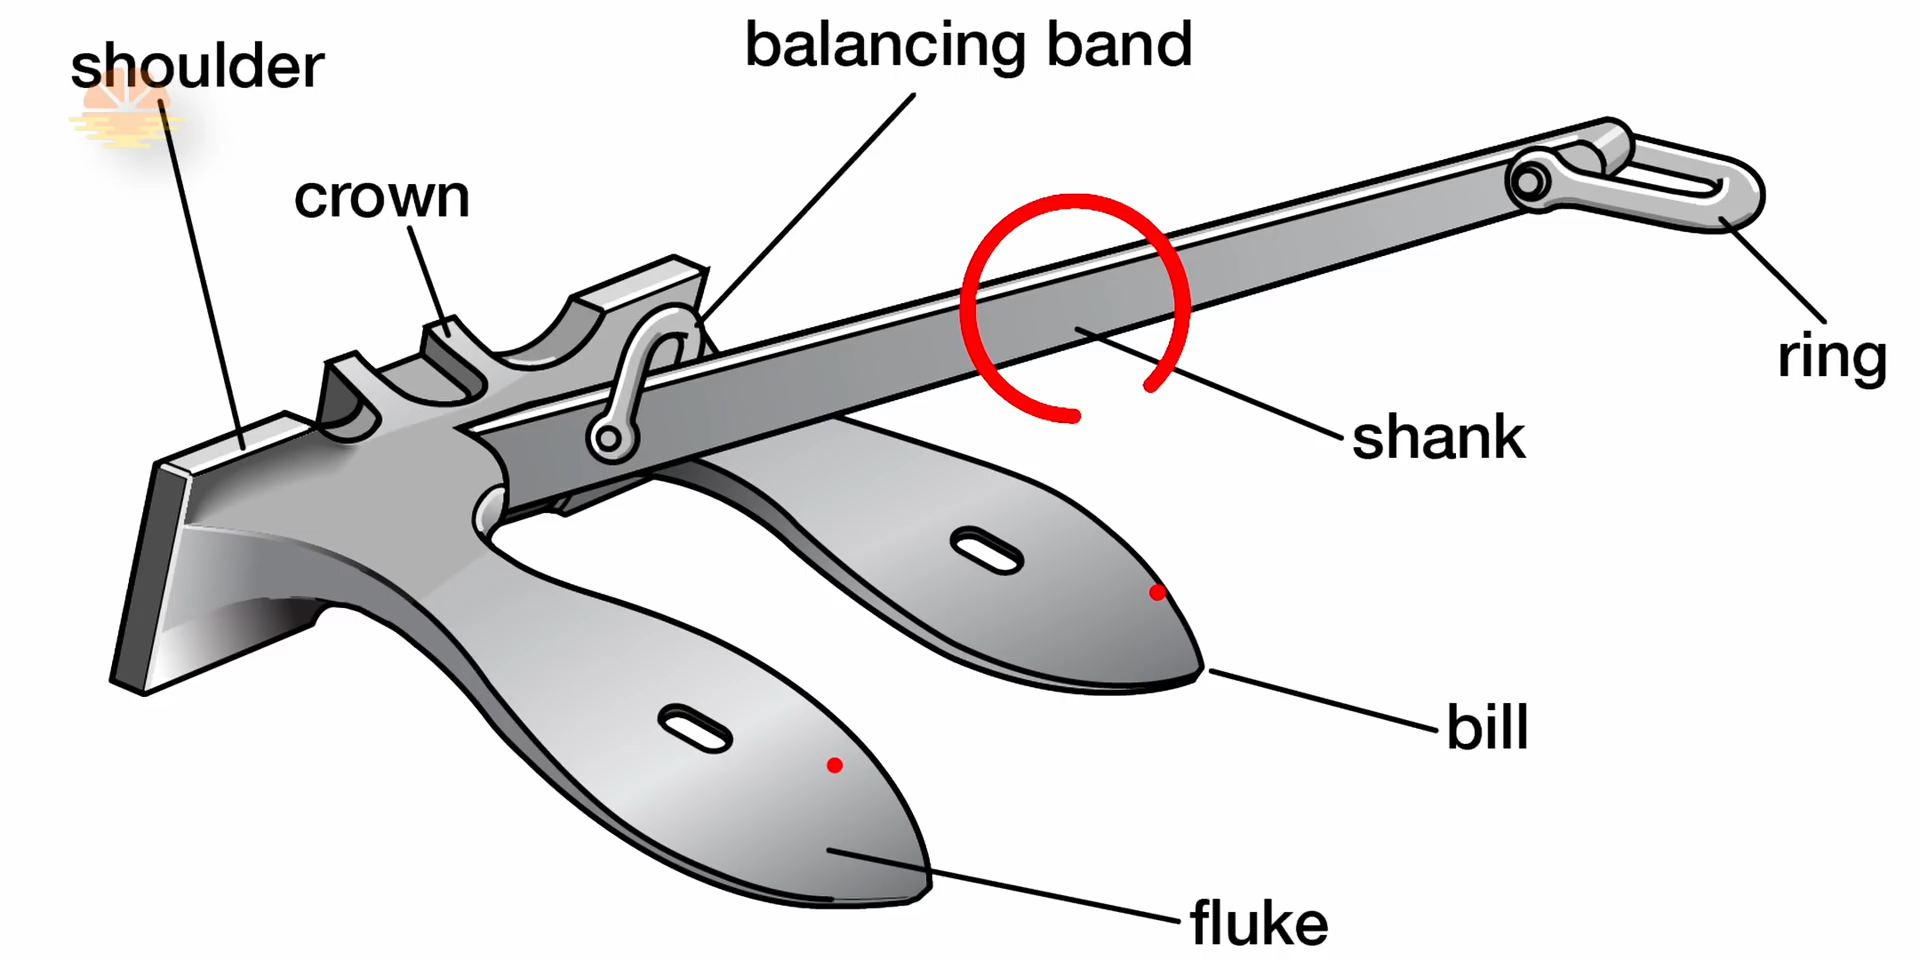 balancing band
shoulder
crown
ring
shank
bill
fluke